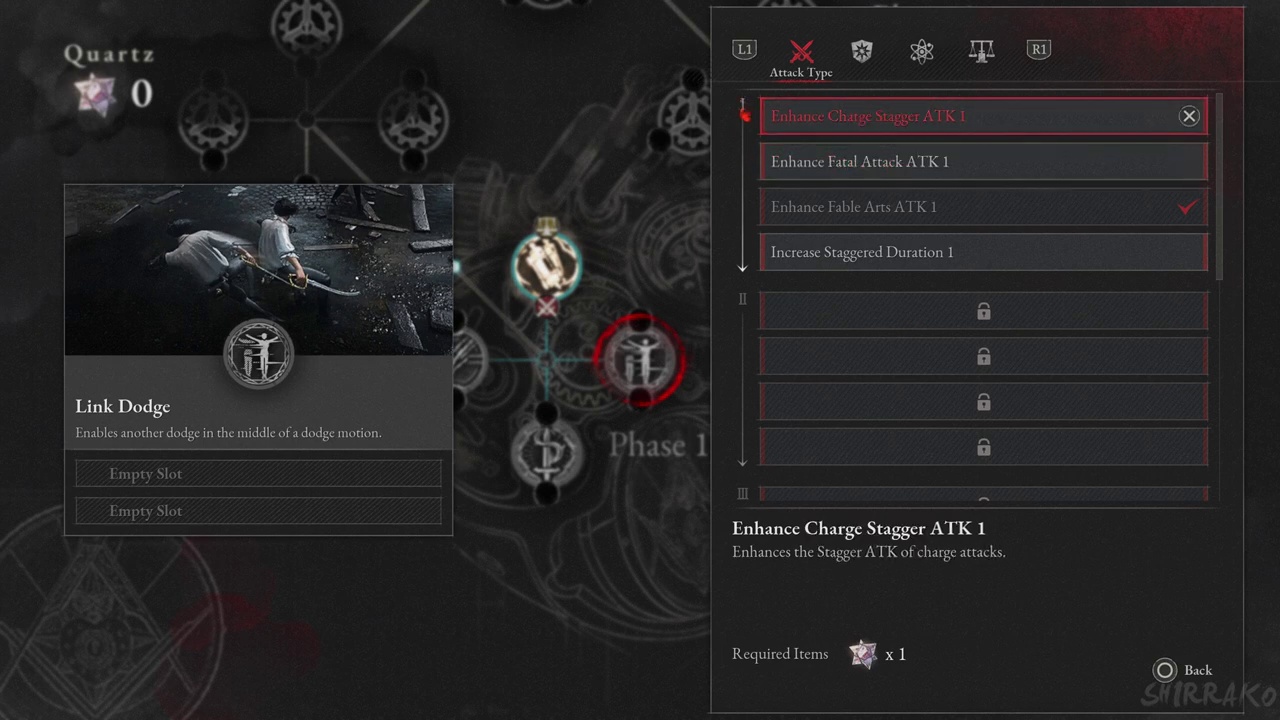 Quartz
0
Link Dodge
Enables another dodge in the middle of a dodge motion.
Empty Slot
Empty Slot
Phase 1
L1
R1
Attack Type
Enhance Charge Stagger ATK 1
Enhance Fatal Attack ATK 1
Enhance Fable Arts ATK 1
Increase Staggered Duration 1
II
III
Enhance Charge Stagger ATK 1
Enhances the Stagger ATK of charge attacks.
Required Items x 1
Back
SHIRRAKO